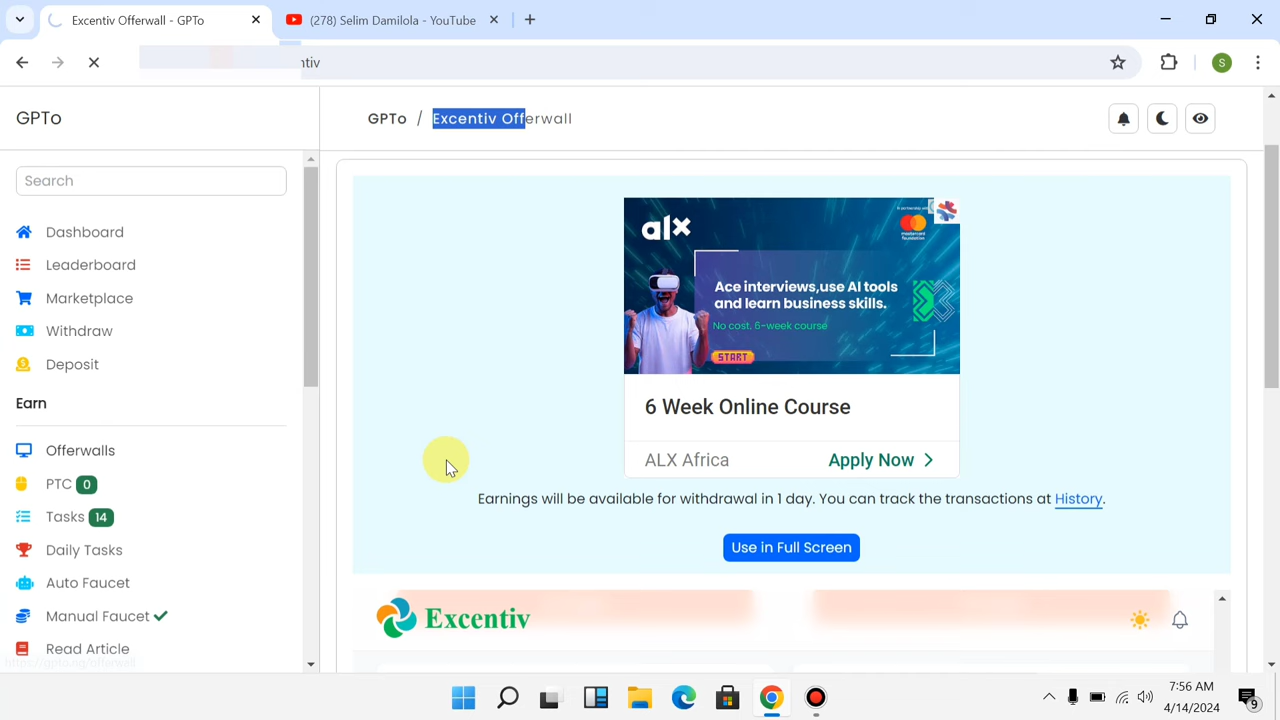 Excentiv Offerwall - GPTo
(278) Selim Damilola - YouTube
ntiv
S
GPTo
GPTo / Excentiv Offerwall
Search
Dashboard
Leaderboard
Marketplace
Withdraw
Deposit
Earn
Offerwalls
PTC 0
Tasks 14
Daily Tasks
Auto Faucet
Manual Faucet
Read Article
alx
mastercard
foundation
Ace interviews,use AI tools
and learn business skills.
No cost, 6-week course
START
6 Week Online Course
ALX Africa
Apply Now
Earnings will be available for withdrawal in 1 day. You can track the transactions at History.
Use in Full Screen
Excentiv
7:56 AM
4/14/2024
9